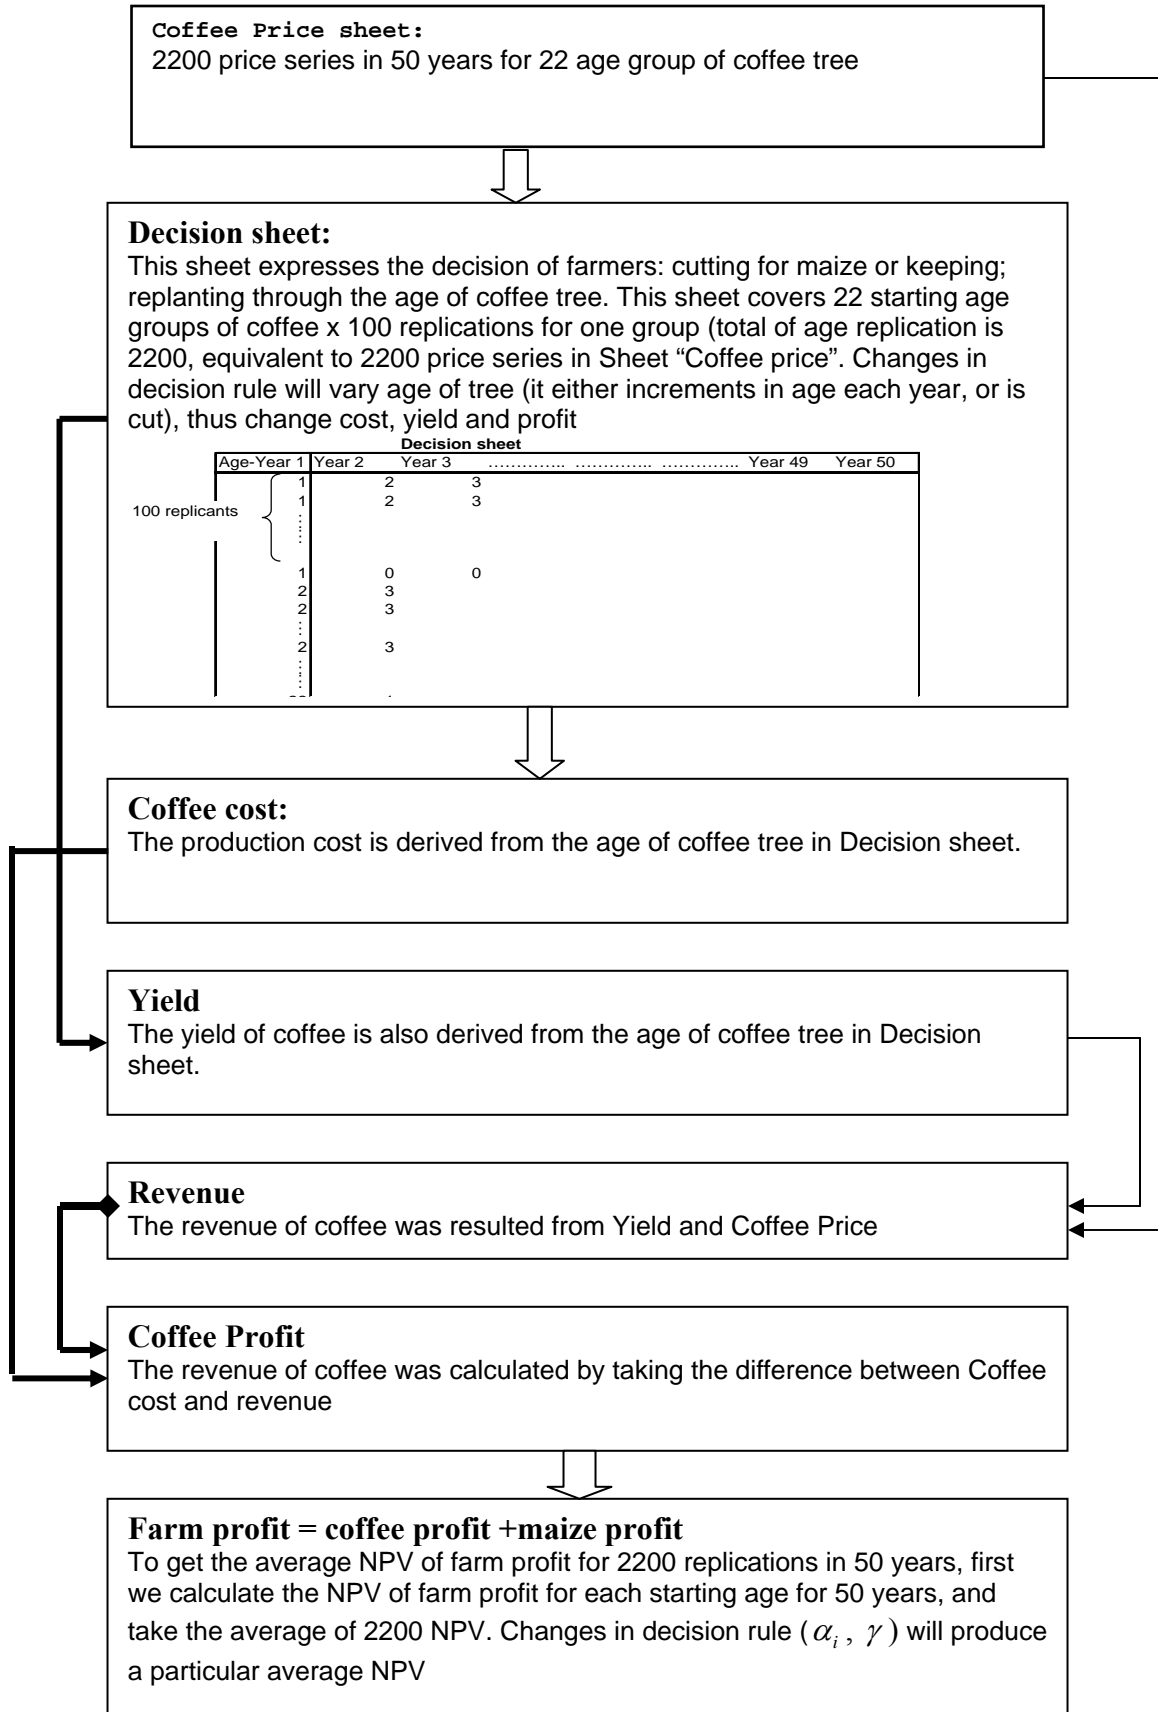 Coffee Price sheet:
2200 price series in 50 years for 22 age group of coffee tree
Decision sheet:
This sheet expresses the decision of farmers: cutting for maize or keeping;
replanting through the age of coffee tree. This sheet covers 22 starting age
groups of coffee x 100 replications for one group (total of age replication is
2200, equivalent to 2200 price series in Sheet “Coffee price”. Changes in
decision rule will vary age of tree (it either increments in age each year, or is
cut), thus change cost, yield and profit
Decision sheet
Age-Year 1 Year 2 Year 3 ………….. ………….. ………….. Year 49 Year 50
1 2 3
1 2 3
100 replicants
1 0 0
2 3
2 3
2 3
Coffee cost:
The production cost is derived from the age of coffee tree in Decision sheet.
Yield
The yield of coffee is also derived from the age of coffee tree in Decision
sheet.
Revenue
The revenue of coffee was resulted from Yield and Coffee Price
Coffee Profit
The revenue of coffee was calculated by taking the difference between Coffee
cost and revenue
Farm profit = coffee profit +maize profit
To get the average NPV of farm profit for 2200 replications in 50 years, first
we calculate the NPV of farm profit for each starting age for 50 years, and
take the average of 2200 NPV. Changes in decision rule (αᵢ, γ) will produce
a particular average NPV